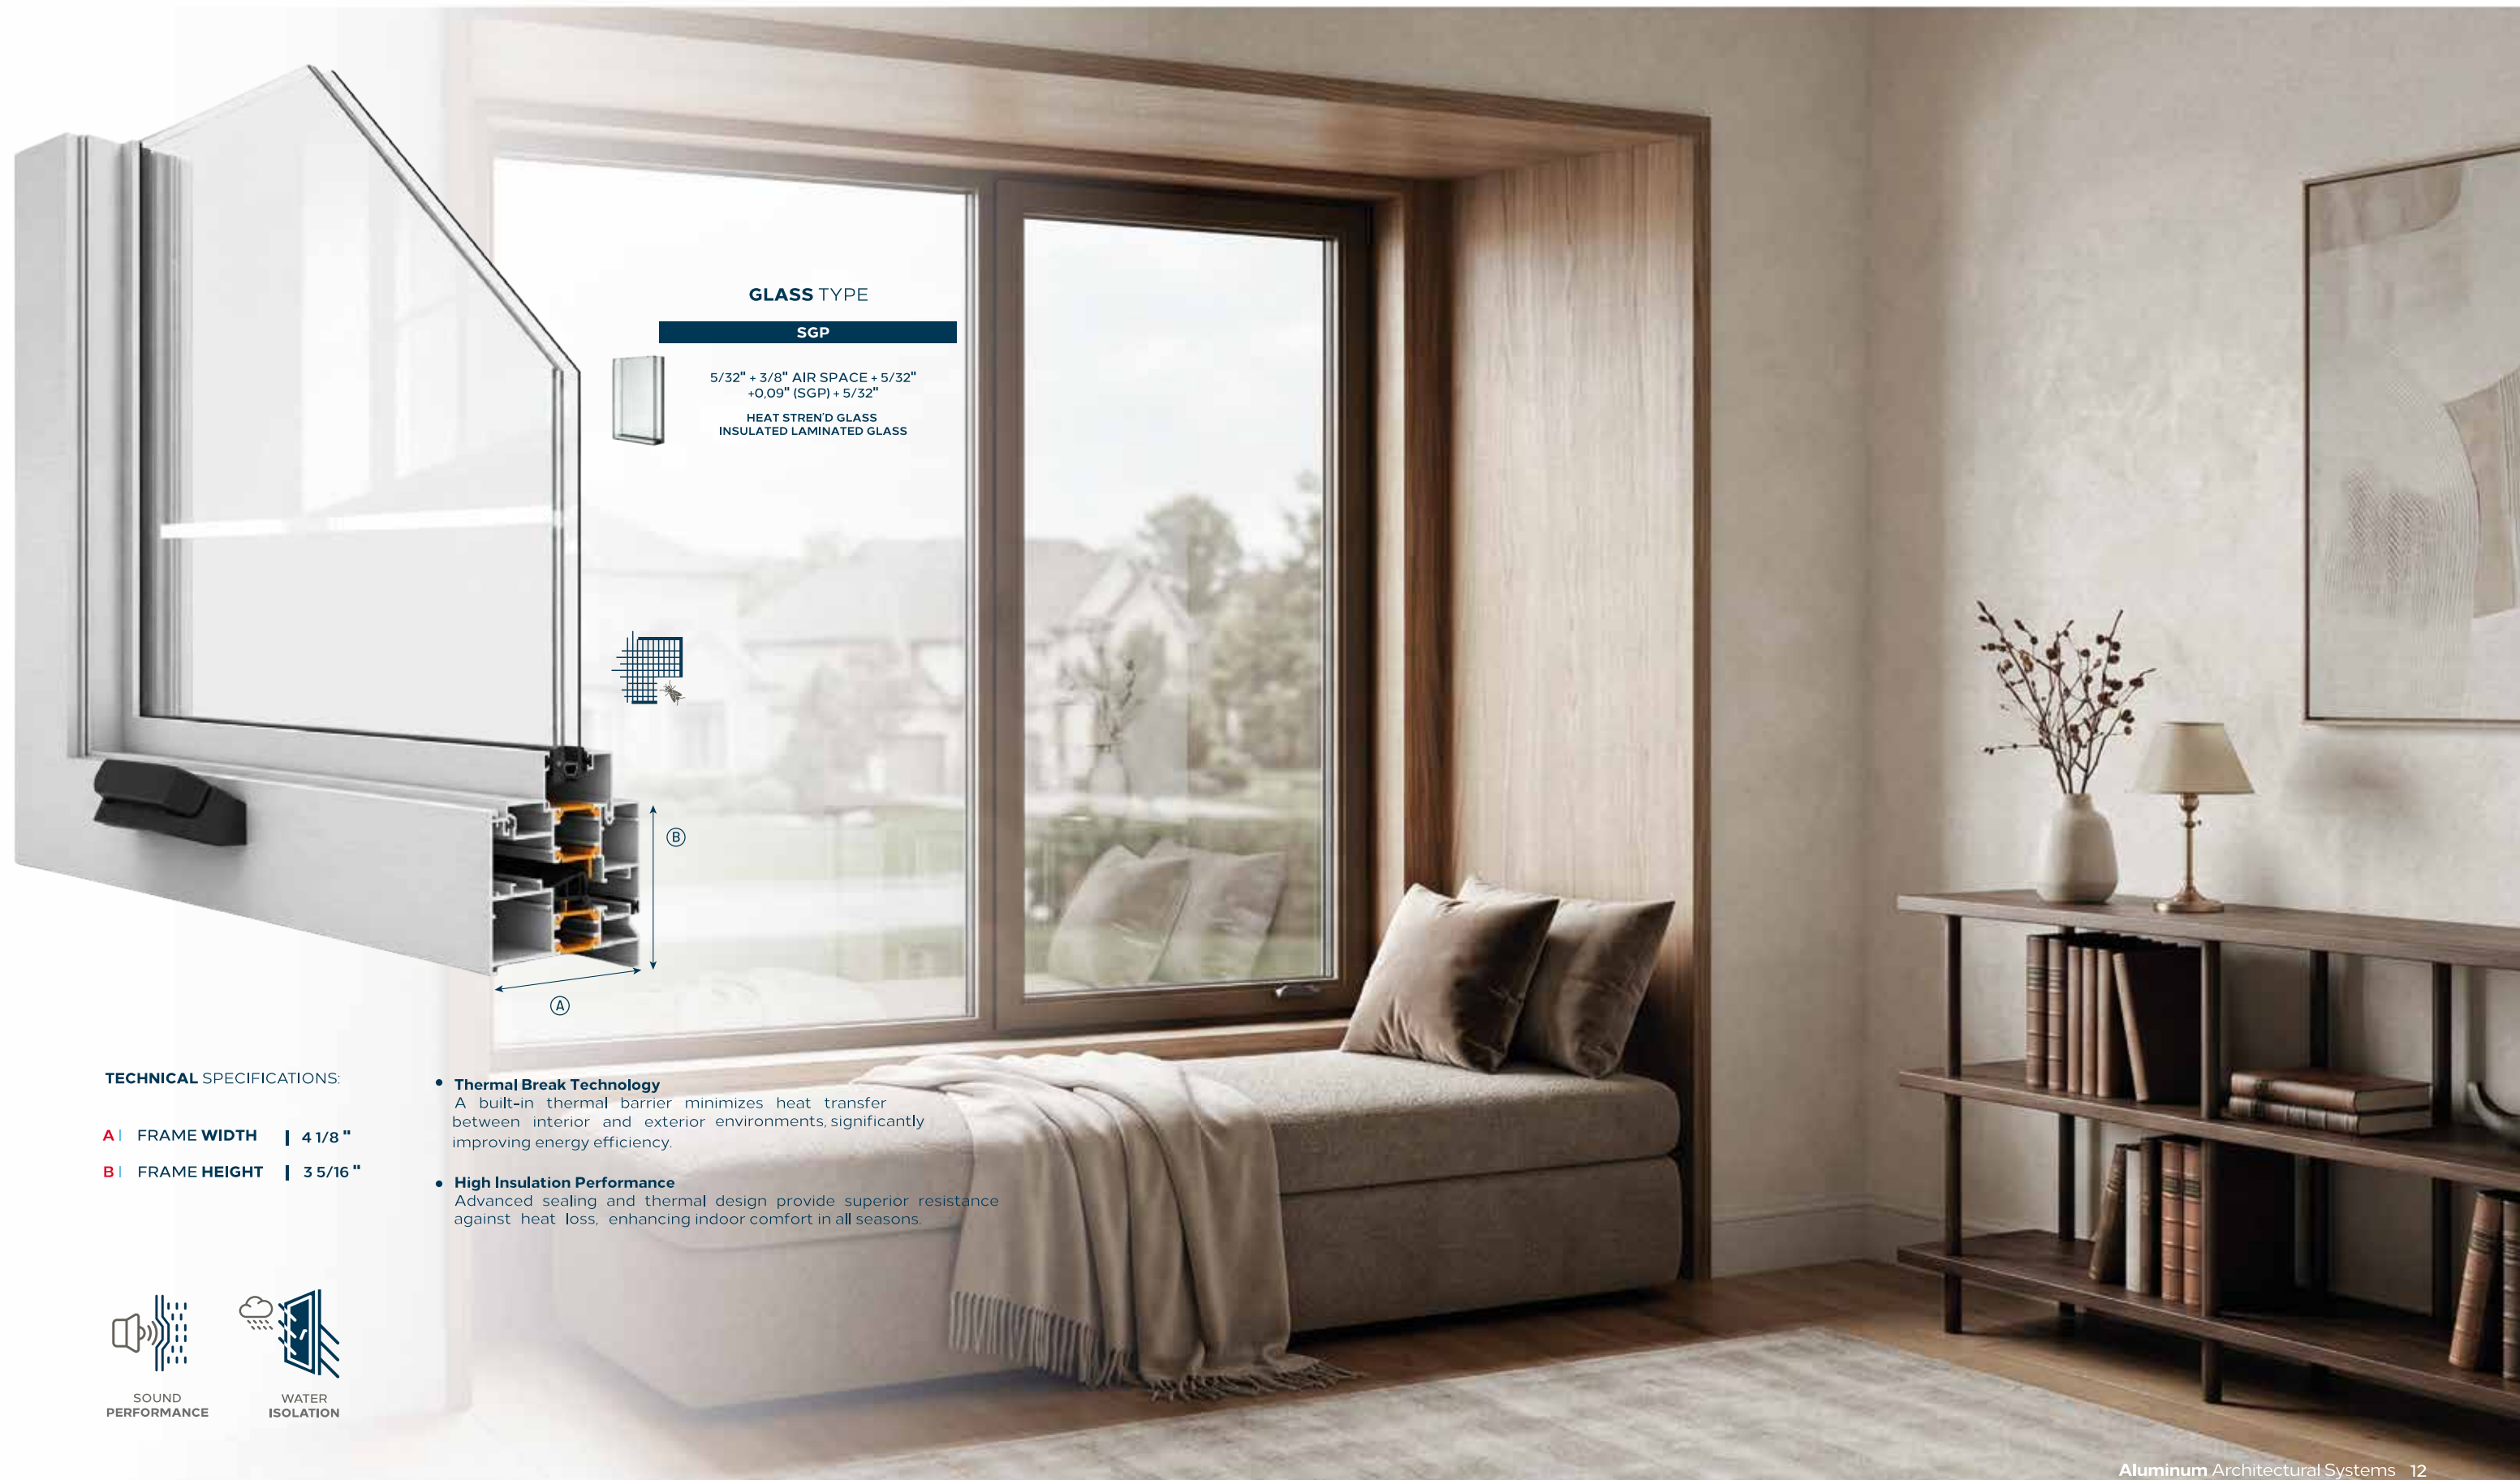 GLASS TYPE
SGP
5/32" + 3/8" AIR SPACE + 5/32"
+0,09" (SGP) + 5/32"
HEAT STREN'D GLASS
INSULATED LAMINATED GLASS
B
A
TECHNICAL SPECIFICATIONS:
A | FRAME WIDTH | 4 1/8 "
B | FRAME HEIGHT | 3 5/16 "
• Thermal Break Technology
A built-in thermal barrier minimizes heat transfer
between interior and exterior environments, significantly
improving energy efficiency.
• High Insulation Performance
Advanced sealing and thermal design provide superior resistance
against heat loss, enhancing indoor comfort in all seasons.
SOUND
PERFORMANCE
WATER
ISOLATION
Aluminum Architectural Systems 12